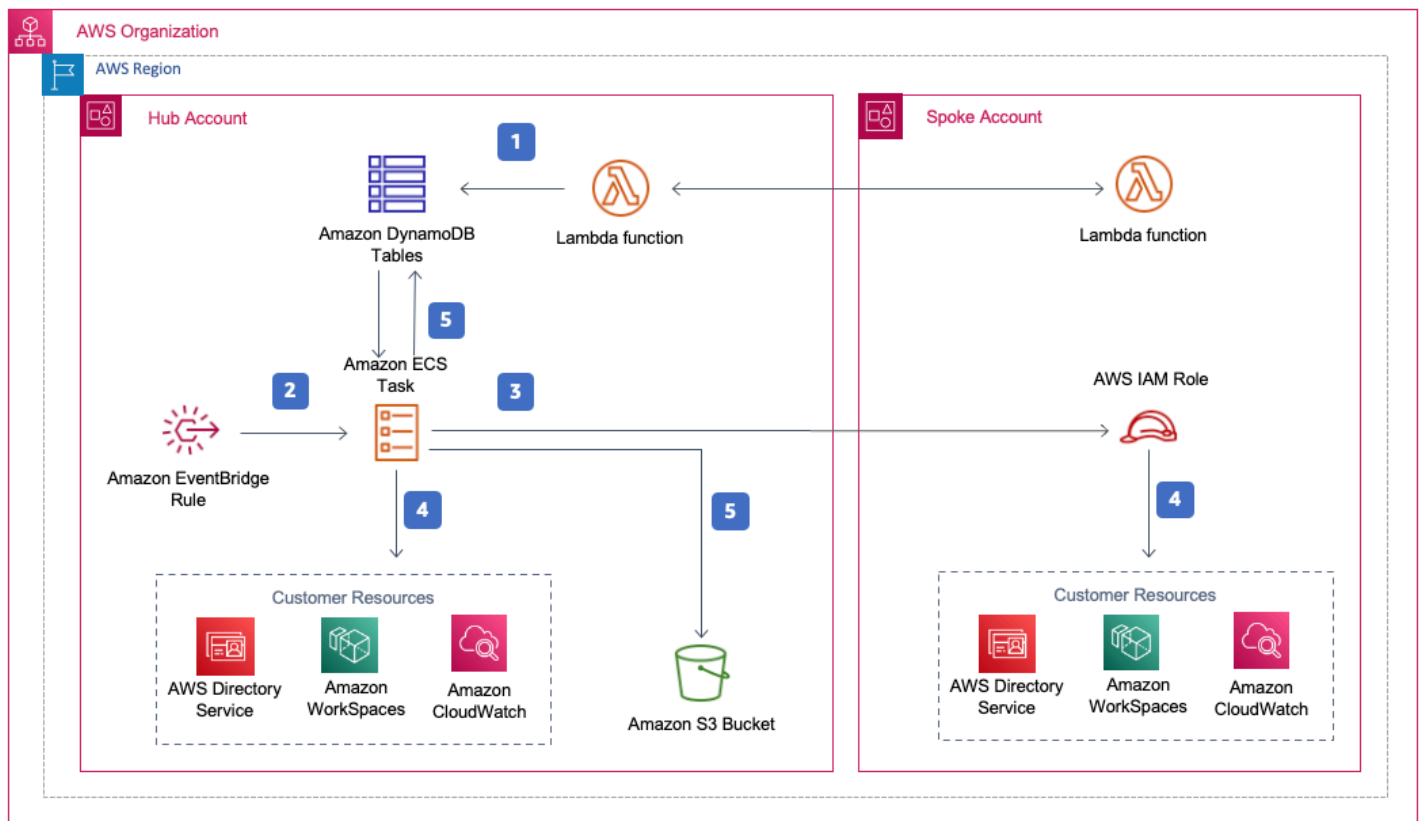 AWS Organization
AWS Region
Hub Account
Spoke Account
1
Amazon DynamoDB
Tables
Lambda function
Lambda function
5
Amazon ECS
Task
2
3
AWS IAM Role
Amazon EventBridge
Rule
4
5
4
Customer Resources
AWS Directory
Service
Amazon
WorkSpaces
Amazon
CloudWatch
Amazon S3 Bucket
Customer Resources
AWS Directory
Service
Amazon
WorkSpaces
Amazon
CloudWatch